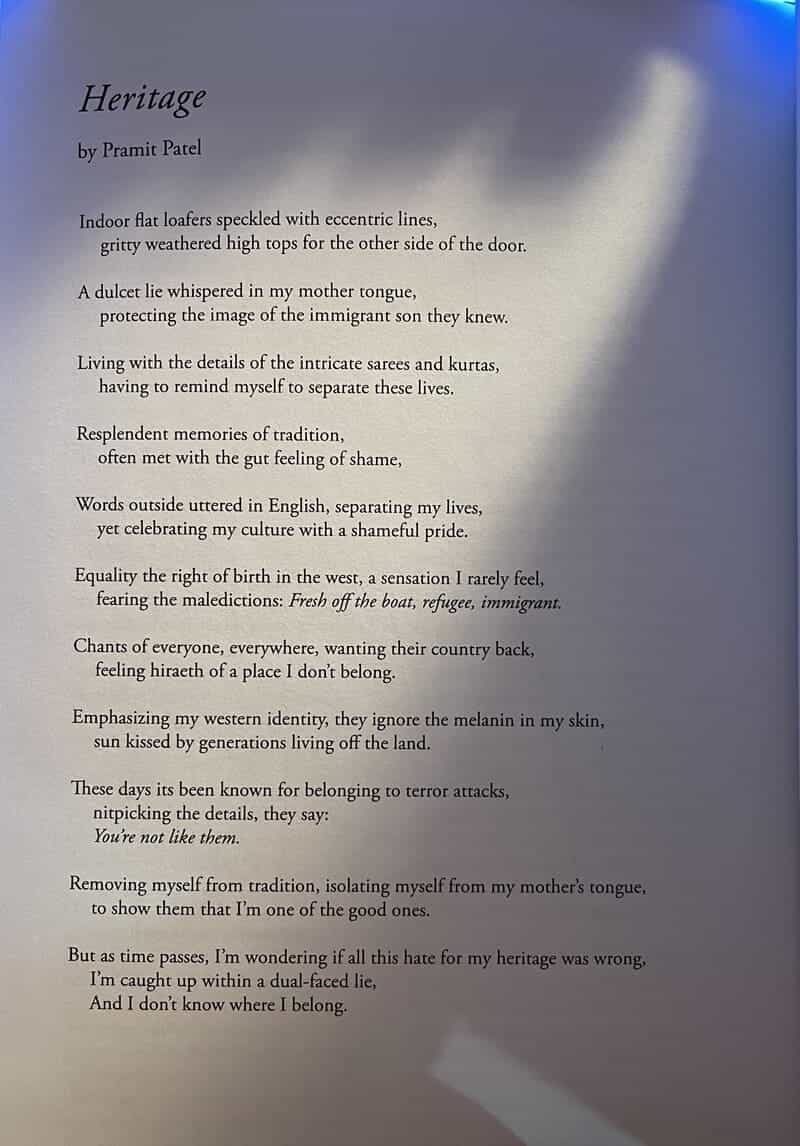 Heritage
by Pramit Patel
Indoor flat loafers speckled with eccentric lines,
gritty weathered high tops for the other side of the door.
A dulcet lie whispered in my mother tongue,
protecting the image of the immigrant son they knew.
Living with the details of the intricate sarees and kurtas,
having to remind myself to separate these lives.
Resplendent memories of tradition,
often met with the gut feeling of shame,
Words outside uttered in English, separating my lives,
yet celebrating my culture with a shameful pride.
Equality the right of birth in the west, a sensation I rarely feel,
fearing the maledictions: Fresh off the boat, refugee, immigrant.
Chants of everyone, everywhere, wanting their country back,
feeling hiraeth of a place I don't belong.
Emphasizing my western identity, they ignore the melanin in my skin,
sun kissed by generations living off the land.
These days its been known for belonging to terror attacks,
nitpicking the details, they say:
You're not like them.
Removing myself from tradition, isolating myself from my mother's tongue,
to show them that I'm one of the good ones.
But as time passes, I'm wondering if all this hate for my heritage was wrong,
I'm caught up within a dual-faced lie,
And I don't know where I belong.